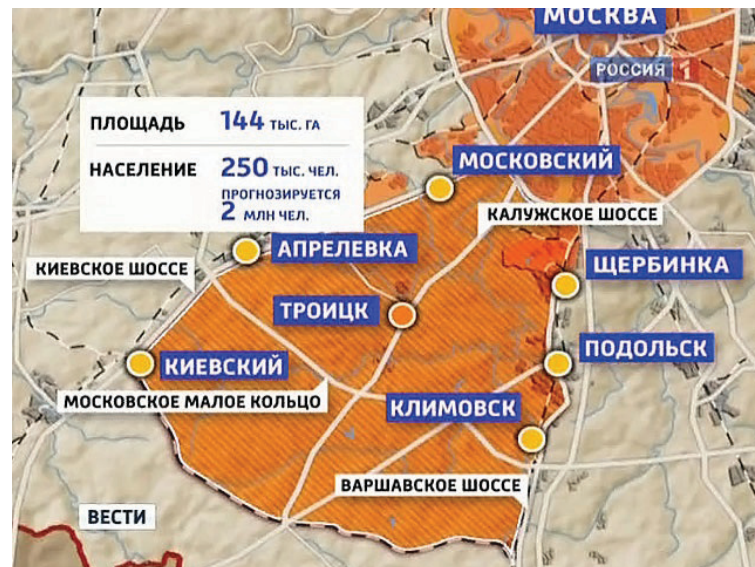 МОСКВА
РОССИЯ 1
ПЛОЩАДЬ 144 ТЫС. ГА
НАСЕЛЕНИЕ 250 ТЫС. ЧЕЛ.
ПРОГНОЗИРУЕТСЯ
2 МЛН ЧЕЛ.
МОСКОВСКИЙ
КАЛУЖСКОЕ ШОССЕ
АПРЕЛЕВКА
КИЕВСКОЕ ШОССЕ
ЩЕРБИНКА
ТРОИЦК
ПОДОЛЬСК
КИЕВСКИЙ
МОСКОВСКОЕ МАЛОЕ КОЛЬЦО
КЛИМОВСК
ВАРШАВСКОЕ ШОССЕ
ВЕСТИ